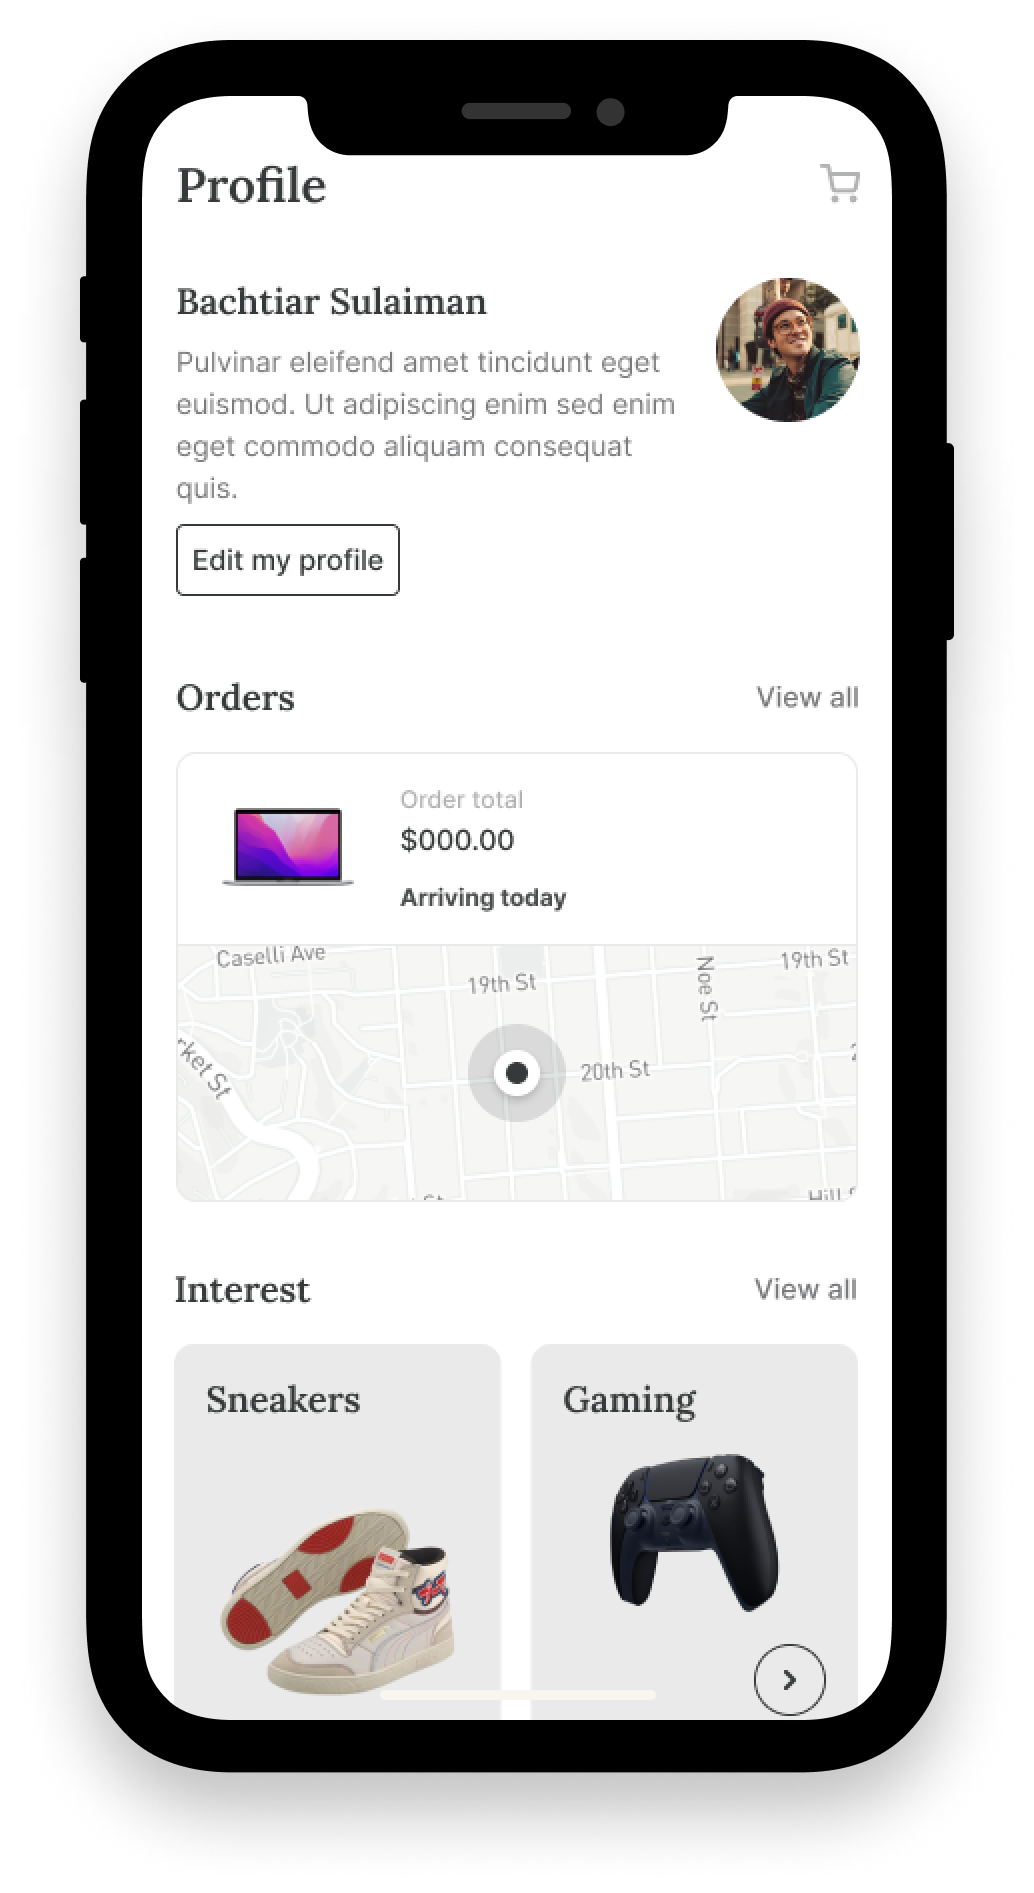 Profile
Bachtiar Sulaiman
Pulvinar eleifend amet tincidunt eget
euismod. Ut adipiscing enim sed enim
eget commodo aliquam consequat
quis.
Edit my profile
Orders
View all
Order total
$000.00
Arriving today
Caselli Ave
19th St
Noe St
19th St
rket St
20th St
St
Hill S
Interest
View all
Sneakers
Gaming